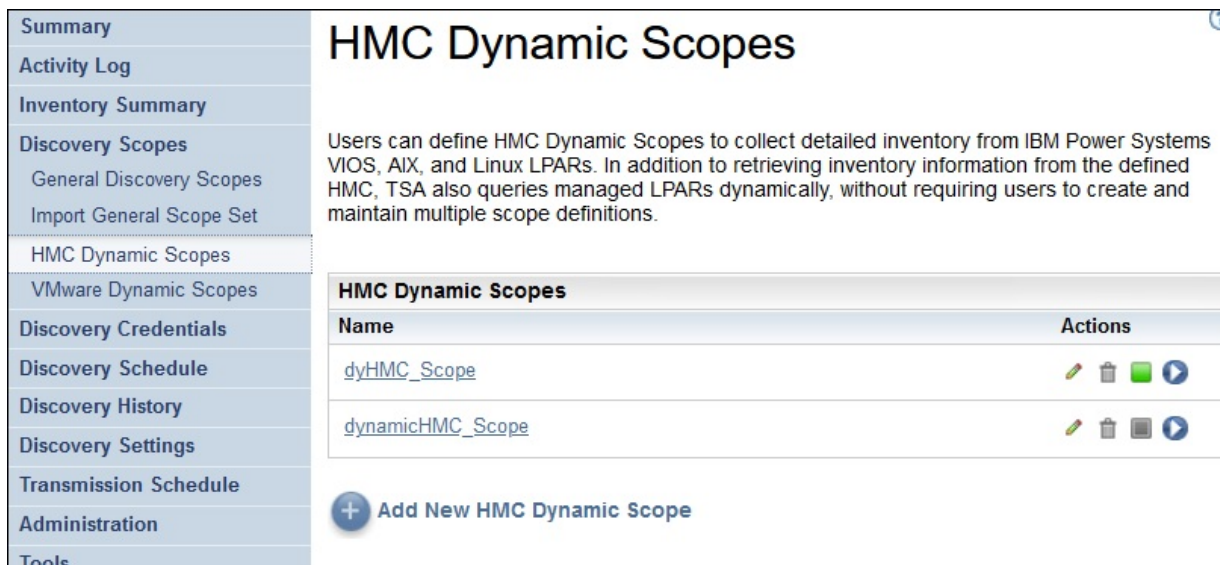 Summary
Activity Log
Inventory Summary
Discovery Scopes
General Discovery Scopes
Import General Scope Set
HMC Dynamic Scopes
VMware Dynamic Scopes
Discovery Credentials
Discovery Schedule
Discovery History
Discovery Settings
Transmission Schedule
Administration
Tools
HMC Dynamic Scopes
Users can define HMC Dynamic Scopes to collect detailed inventory from IBM Power Systems
VIOS, AIX, and Linux LPARs. In addition to retrieving inventory information from the defined
HMC, TSA also queries managed LPARs dynamically, without requiring users to create and
maintain multiple scope definitions.
HMC Dynamic Scopes
Name Actions
dyHMC_Scope
dynamicHMC_Scope
Add New HMC Dynamic Scope